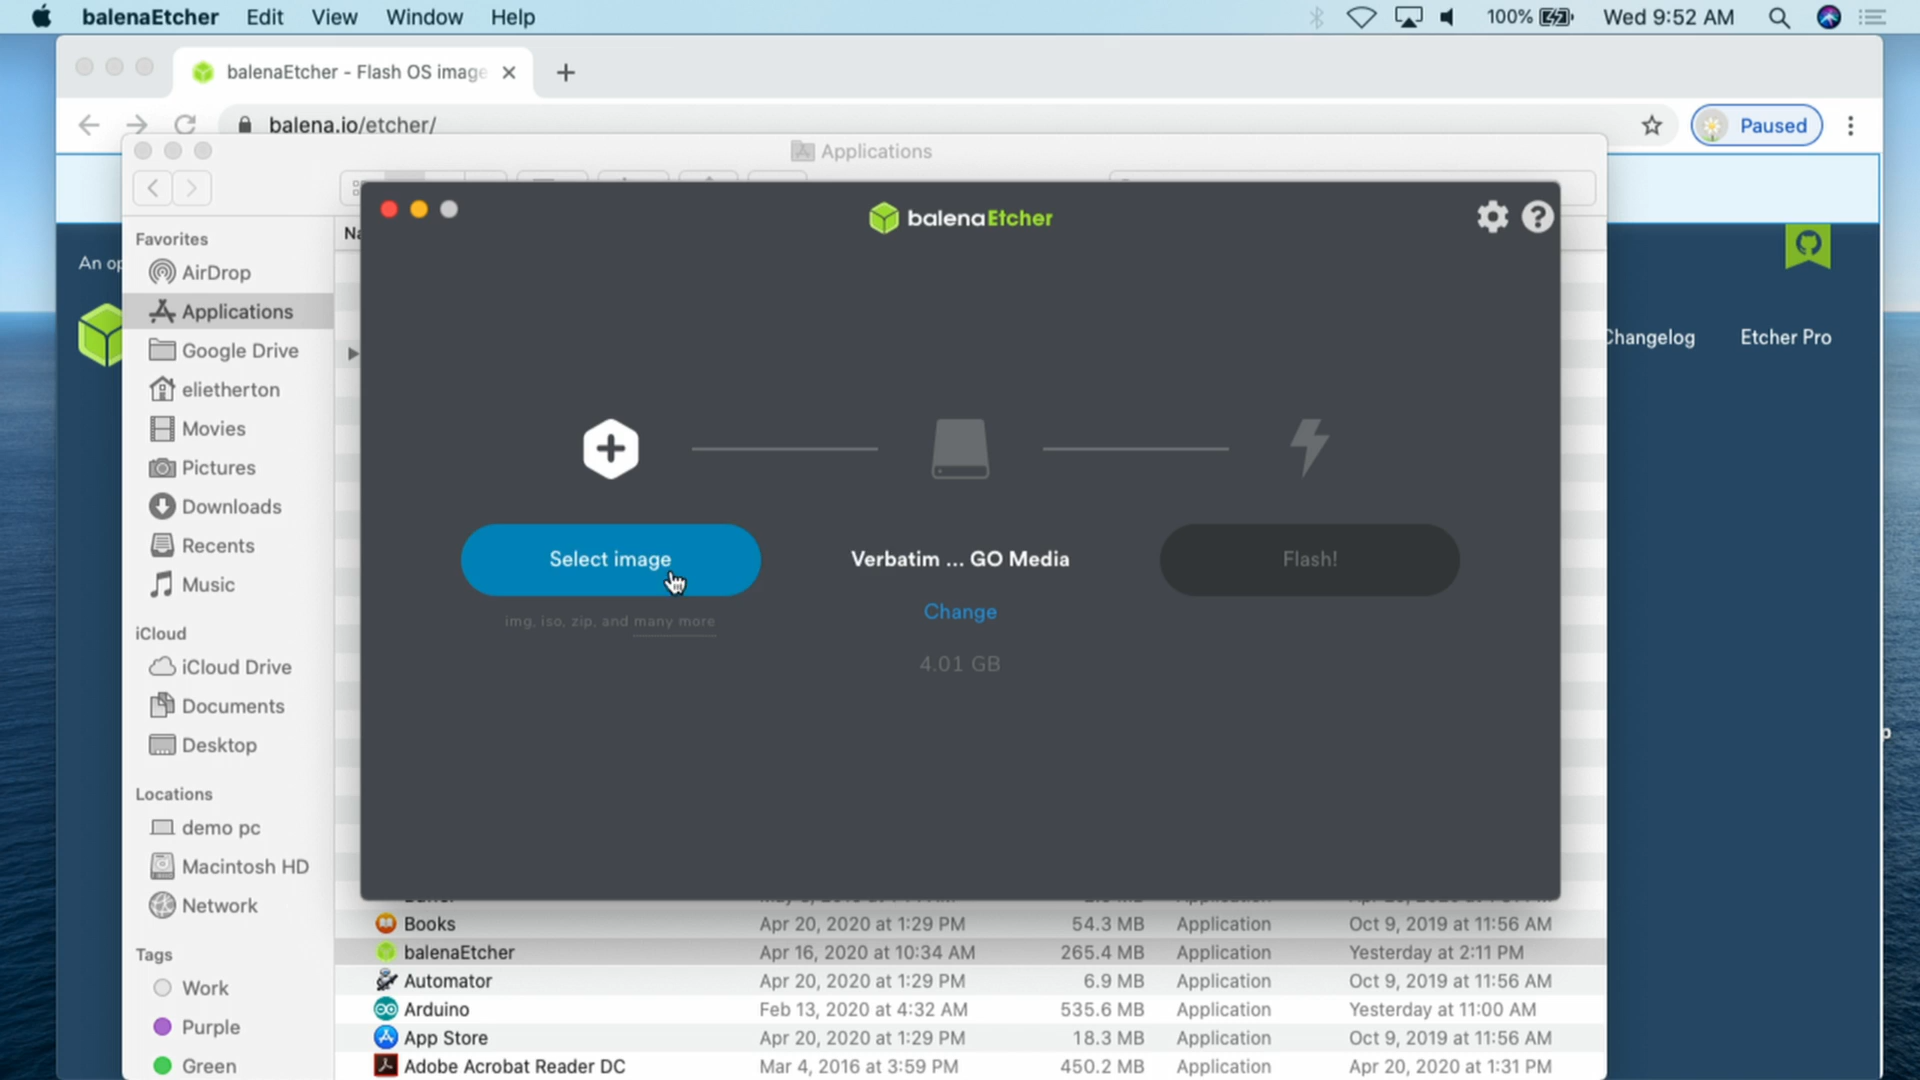 balenaEtcher Edit View Window Help 100% Wed 9:52 AM
balenaEtcher - Flash OS image
balena.io/etcher/
Paused
Applications
balenaEtcher
Favorites
An op
AirDrop
Applications
Changelog Etcher Pro
Google Drive
elietherton
Movies
Pictures
Downloads
Recents
Music
Select image Verbatim ... GO Media Flash!
img, iso, zip, and many more
Change
4.01 GB
iCloud
iCloud Drive
Documents
Desktop
Locations
demo pc
Macintosh HD
Network
Books Apr 20, 2020 at 1:29 PM 54.3 MB Application Oct 9, 2019 at 11:56 AM
balenaEtcher Apr 16, 2020 at 10:34 AM 265.4 MB Application Yesterday at 2:11 PM
Automator Apr 20, 2020 at 1:29 PM 6.9 MB Application Oct 9, 2019 at 11:56 AM
Arduino Feb 13, 2020 at 4:32 AM 535.6 MB Application Yesterday at 11:00 AM
App Store Apr 20, 2020 at 1:29 PM 18.3 MB Application Oct 9, 2019 at 11:56 AM
Adobe Acrobat Reader DC Mar 4, 2016 at 3:59 PM 450.2 MB Application Apr 20, 2020 at 1:31 PM
Tags
Work
Purple
Green